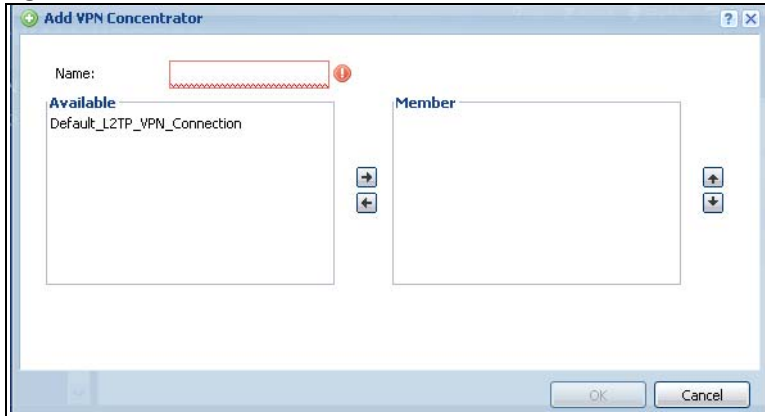 Add VPN Concentrator
Name:
Available
Default_L2TP_VPN_Connection
Member
OK
Cancel